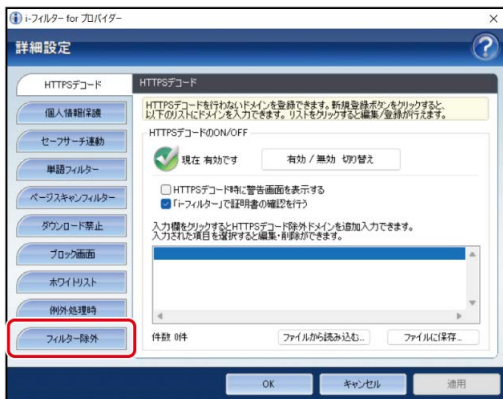 i-フィルター for プロバイダー
詳細設定
HTTPSデコード
個人情報保護
セーフサーチ連動
単語フィルター
ページスキャンフィルター
ダウンロード禁止
ブロック画面
ホワイトリスト
例外処理時
フィルター除外
HTTPSデコード
HTTPSデコードを行わないドメインを登録できます。新規登録ボタンをクリックすると、
以下のリストにドメインを入力できます。リストをクリックすると編集/登録が行えます。
HTTPSデコードのON/OFF
現在 有効です
有効 / 無効 切り替え
HTTPSデコード時に警告画面を表示する
「i-フィルター」で証明書の確認を行う
入力欄をクリックするとHTTPSデコード除外ドメインを追加入力できます。
入力された項目を選択すると編集・削除ができます。
件数 0件
ファイルから読み込む...
ファイルに保存...
OK
キャンセル
適用